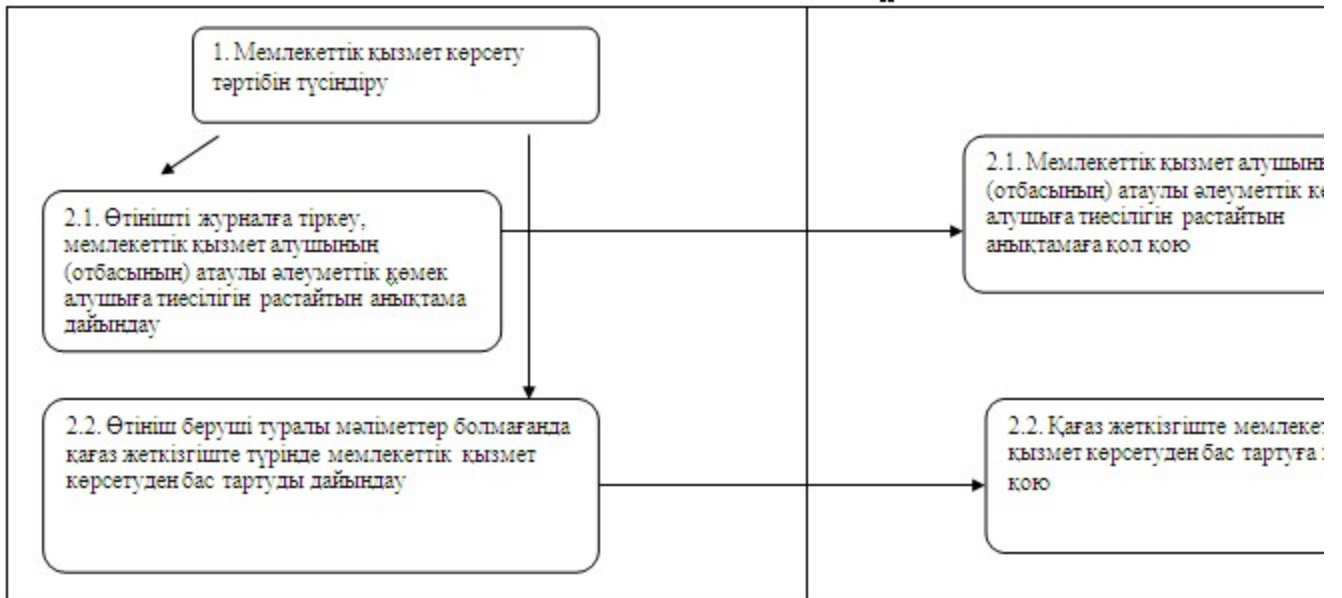 1. Мемлекеттік қызмет көрсету
тәртібін түсіндіру
2.1. Өтінішті журналға тіркеу,
мемлекеттік қызмет алушының
(отбасының) атаулы әлеуметтік көмек
алушыға тиесілігін растайтын анықтама
дайындау
2.2. Өтініш беруші туралы мәліметтер болмағанда
қағаз жеткізгіште түрінде мемлекеттік қызмет
көрсетуден бас тартуды дайындау
2.1. Мемлекеттік қызмет
(отбасының) атаулы әлеуметтік
алушыға тиесілігін растайтын
анықтамаға қол қою
2.2. Қағаз жеткізгіште
қызмет көрсетуден бас тартуға
қою